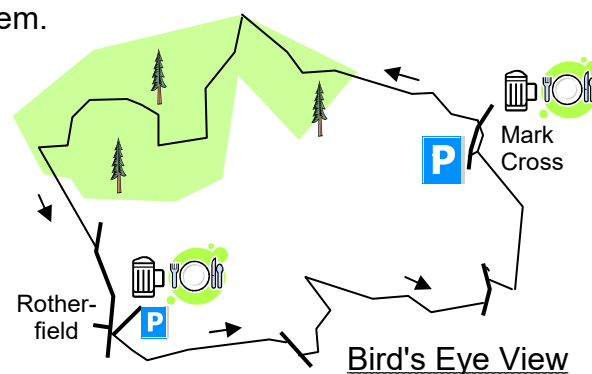 em.
P
Mark
Cross
Rother-
field
P
Bird's Eye View